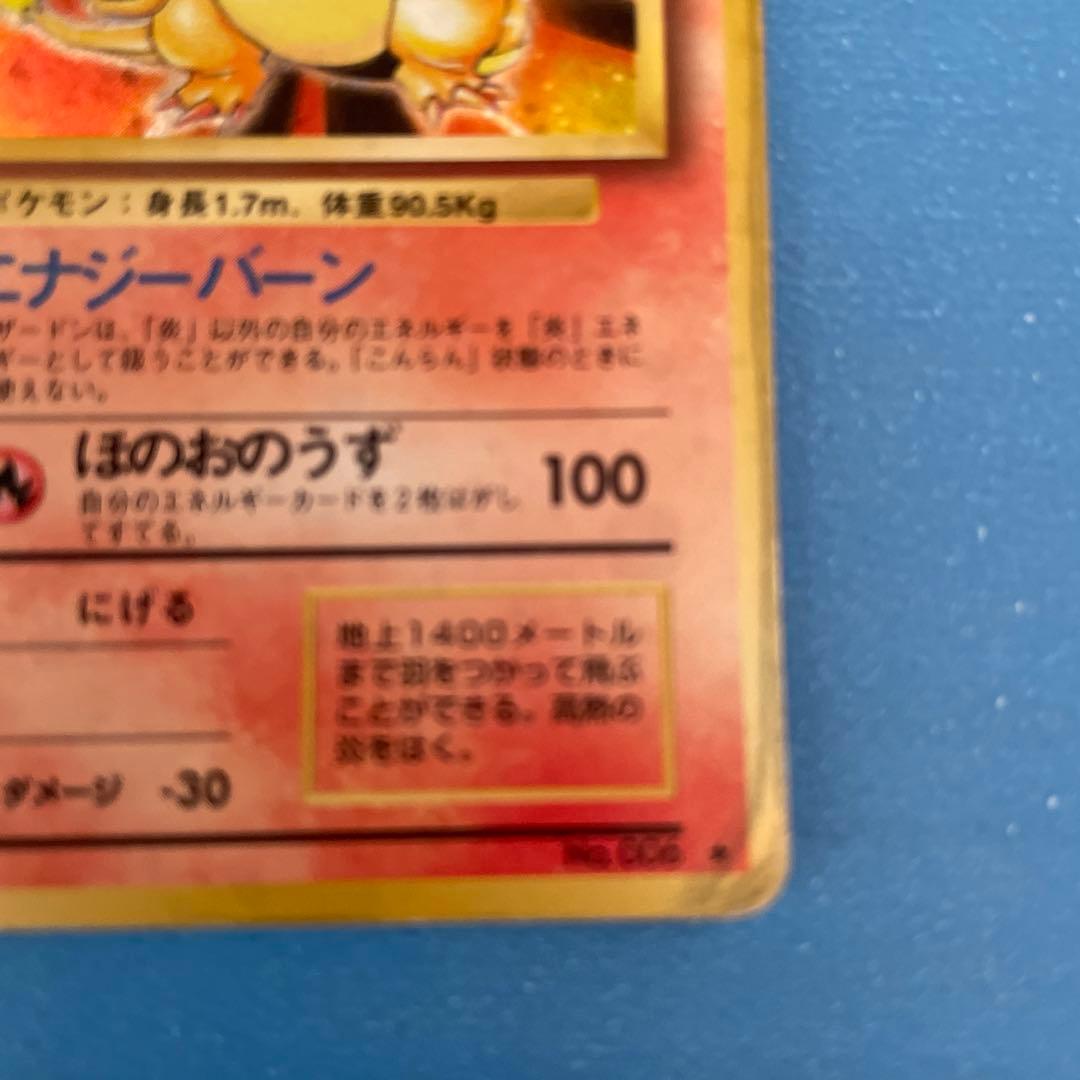 ポケモン：身長1.7m, 体重90.5Kg
エナジーバーン
ザードンは、「炎」以外の自分のエネルギーを「炎」エネ
ギーとして扱うことができる。「こんらん」状態のときに
使えない。
ほのおのうず 100
自分のエネルギーカードを2枚はがし
てすてる。
にげる
地上1400メートル
まで羽をつかって飛ぶ
ことができる。高熱の
炎をはく。
ダメージ -30
No. 006 ★